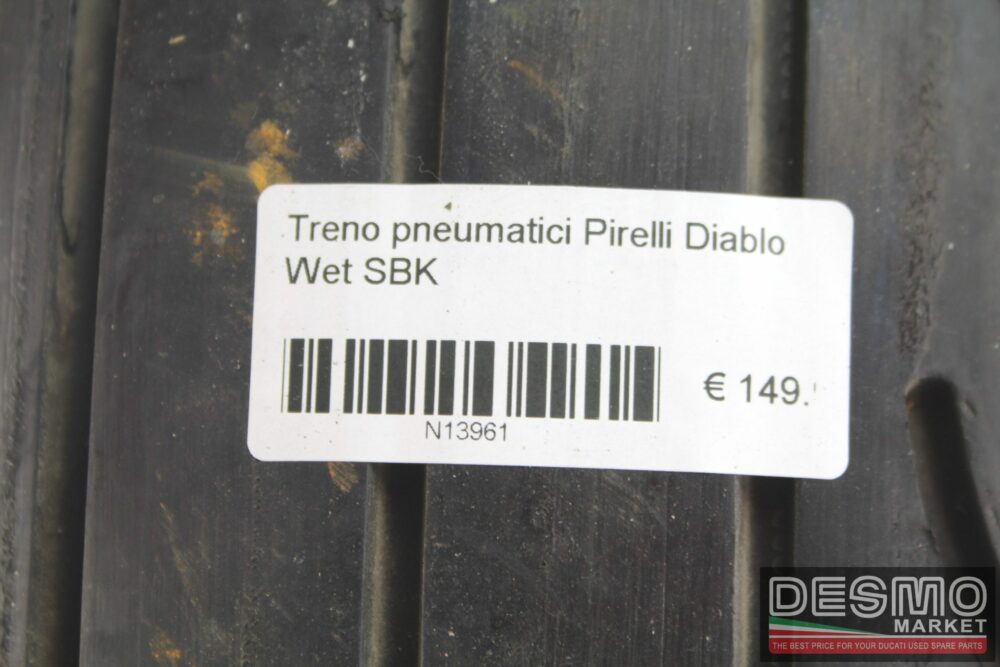 Treno pneumatici Pirelli Diablo
Wet SBK
€ 149.
N13961
DESMO
MARKET
THE BEST PRICE FOR YOUR DUCATI USED SPARE PARTS